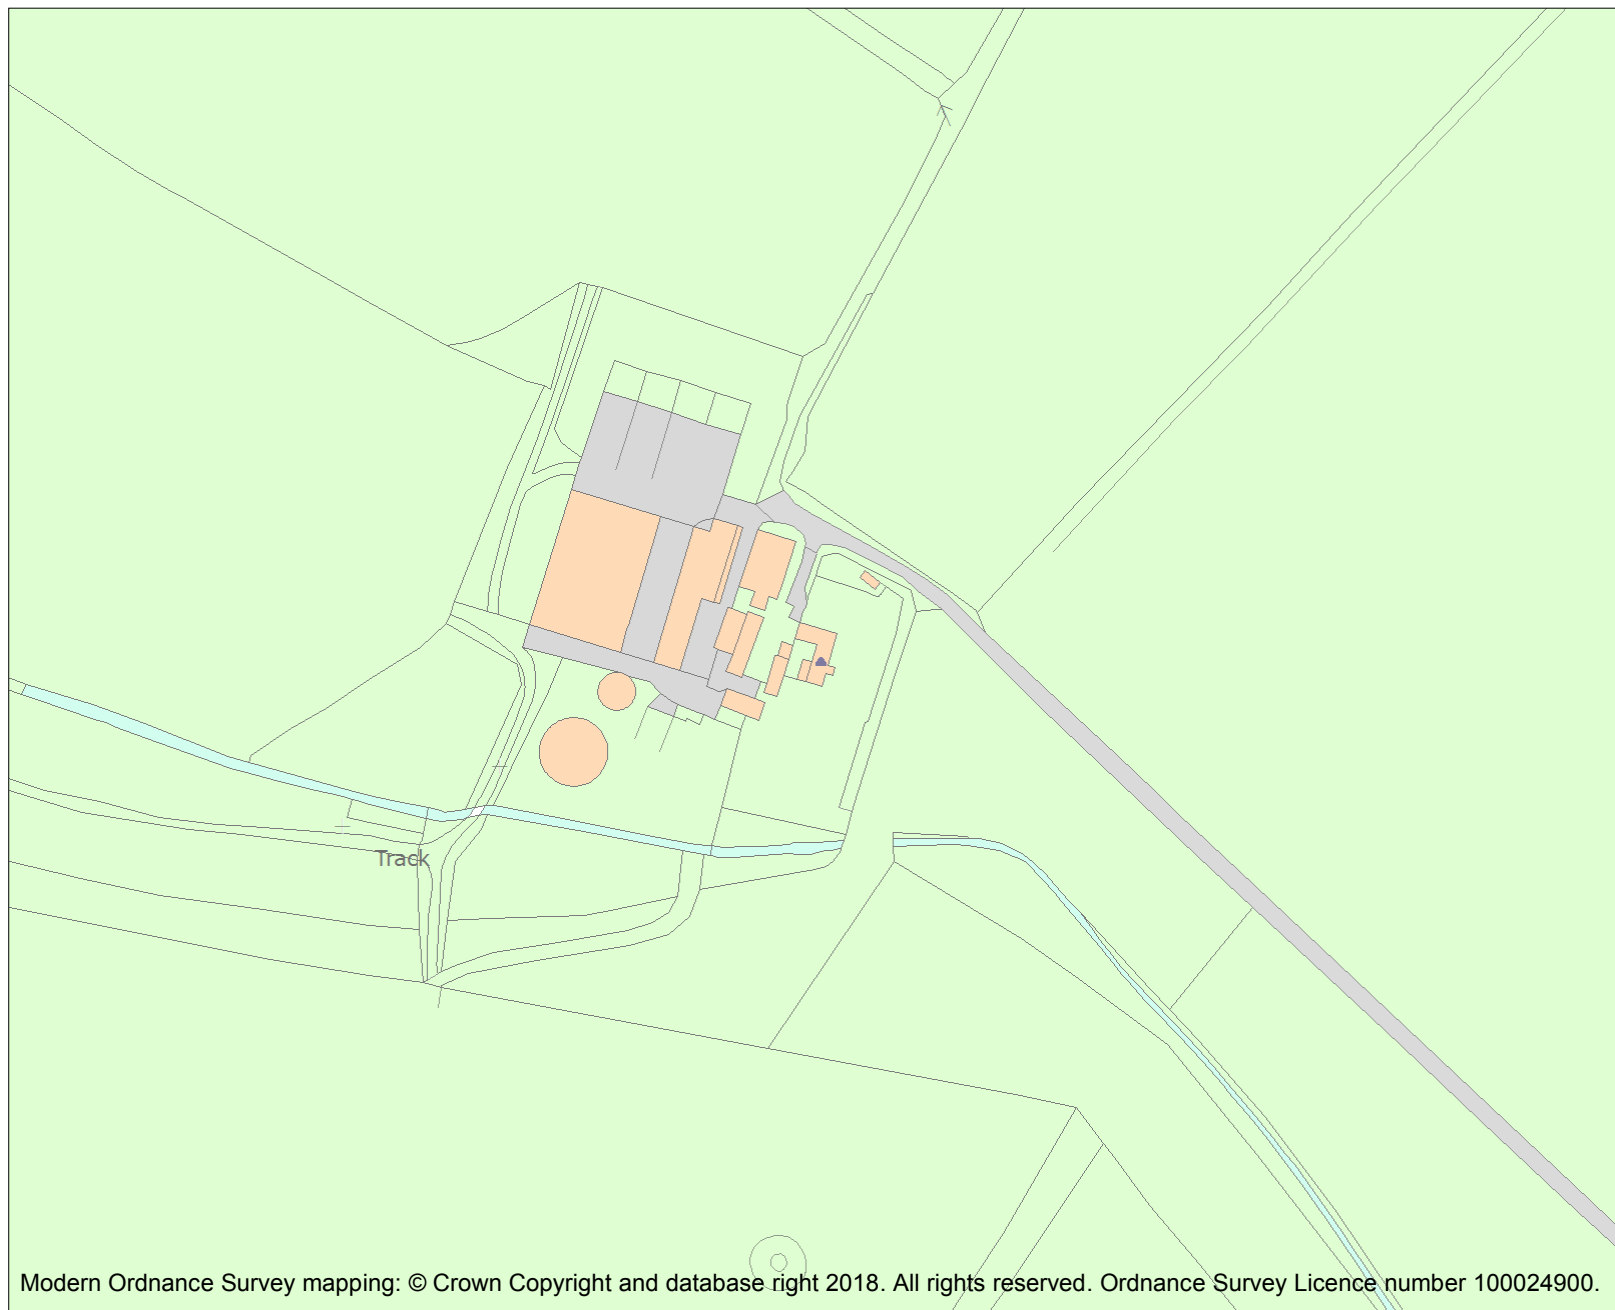 Track
Modern Ordnance Survey mapping: © Crown Copyright and database right 2018. All rights reserved. Ordnance Survey Licence number 100024900.